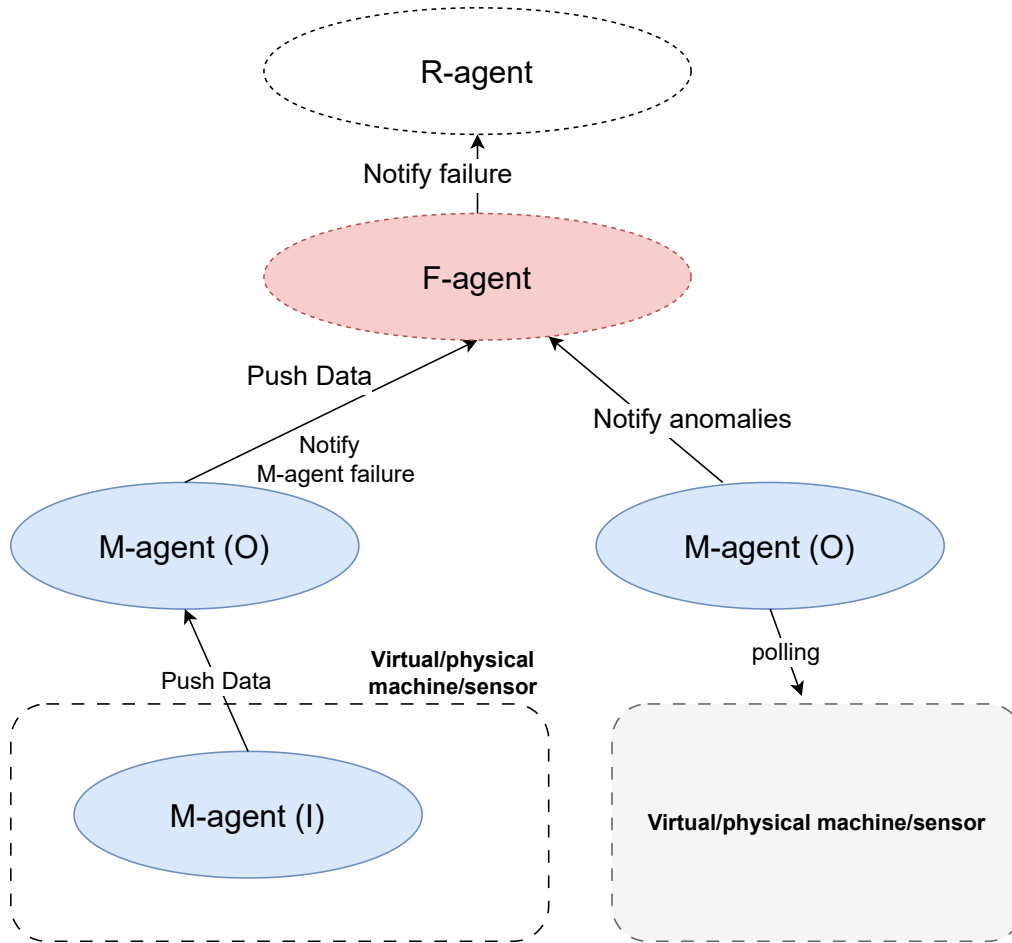 R-agent
Notify failure
F-agent
Push Data
Notify anomalies
Notify
M-agent failure
M-agent (O)
M-agent (O)
polling
Virtual/physical
machine/sensor
Push Data
M-agent (I)
Virtual/physical machine/sensor